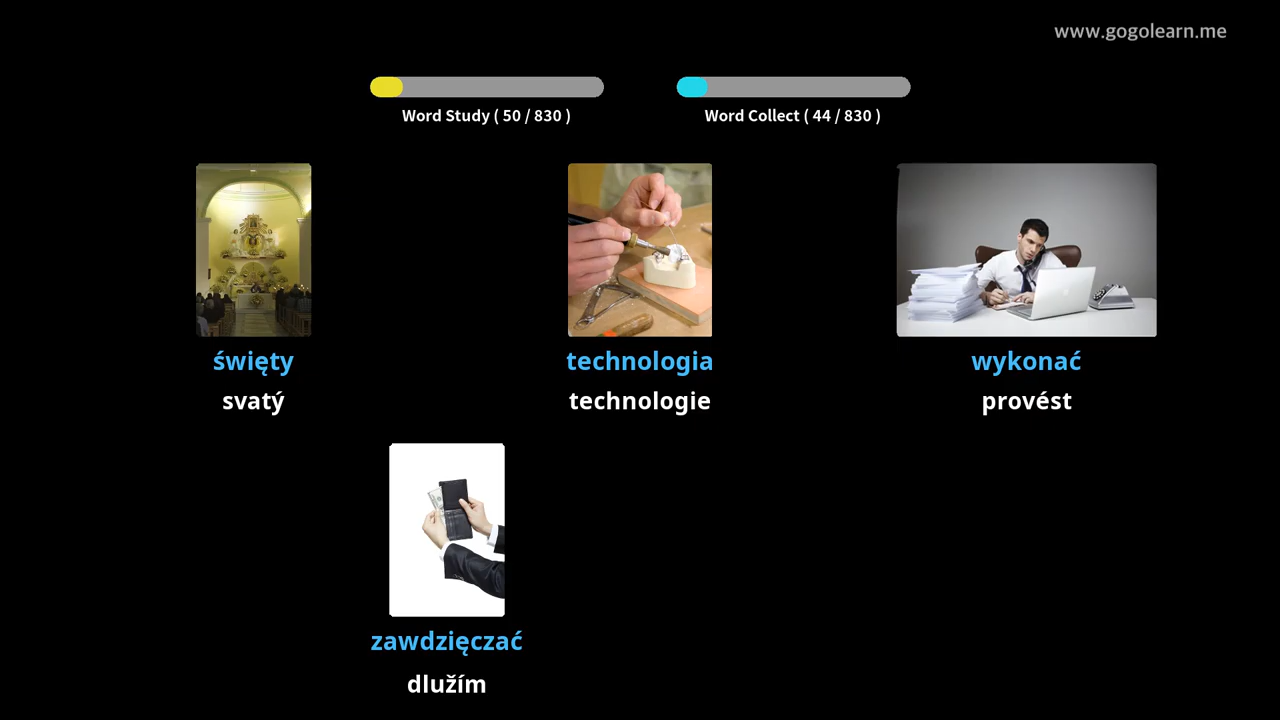 www.gogolearn.me
Word Study ( 50 / 830 )
Word Collect ( 44 / 830 )
święty
technologia
wykonać
svatý
technologie
provést
zawdzięczać
dlužím